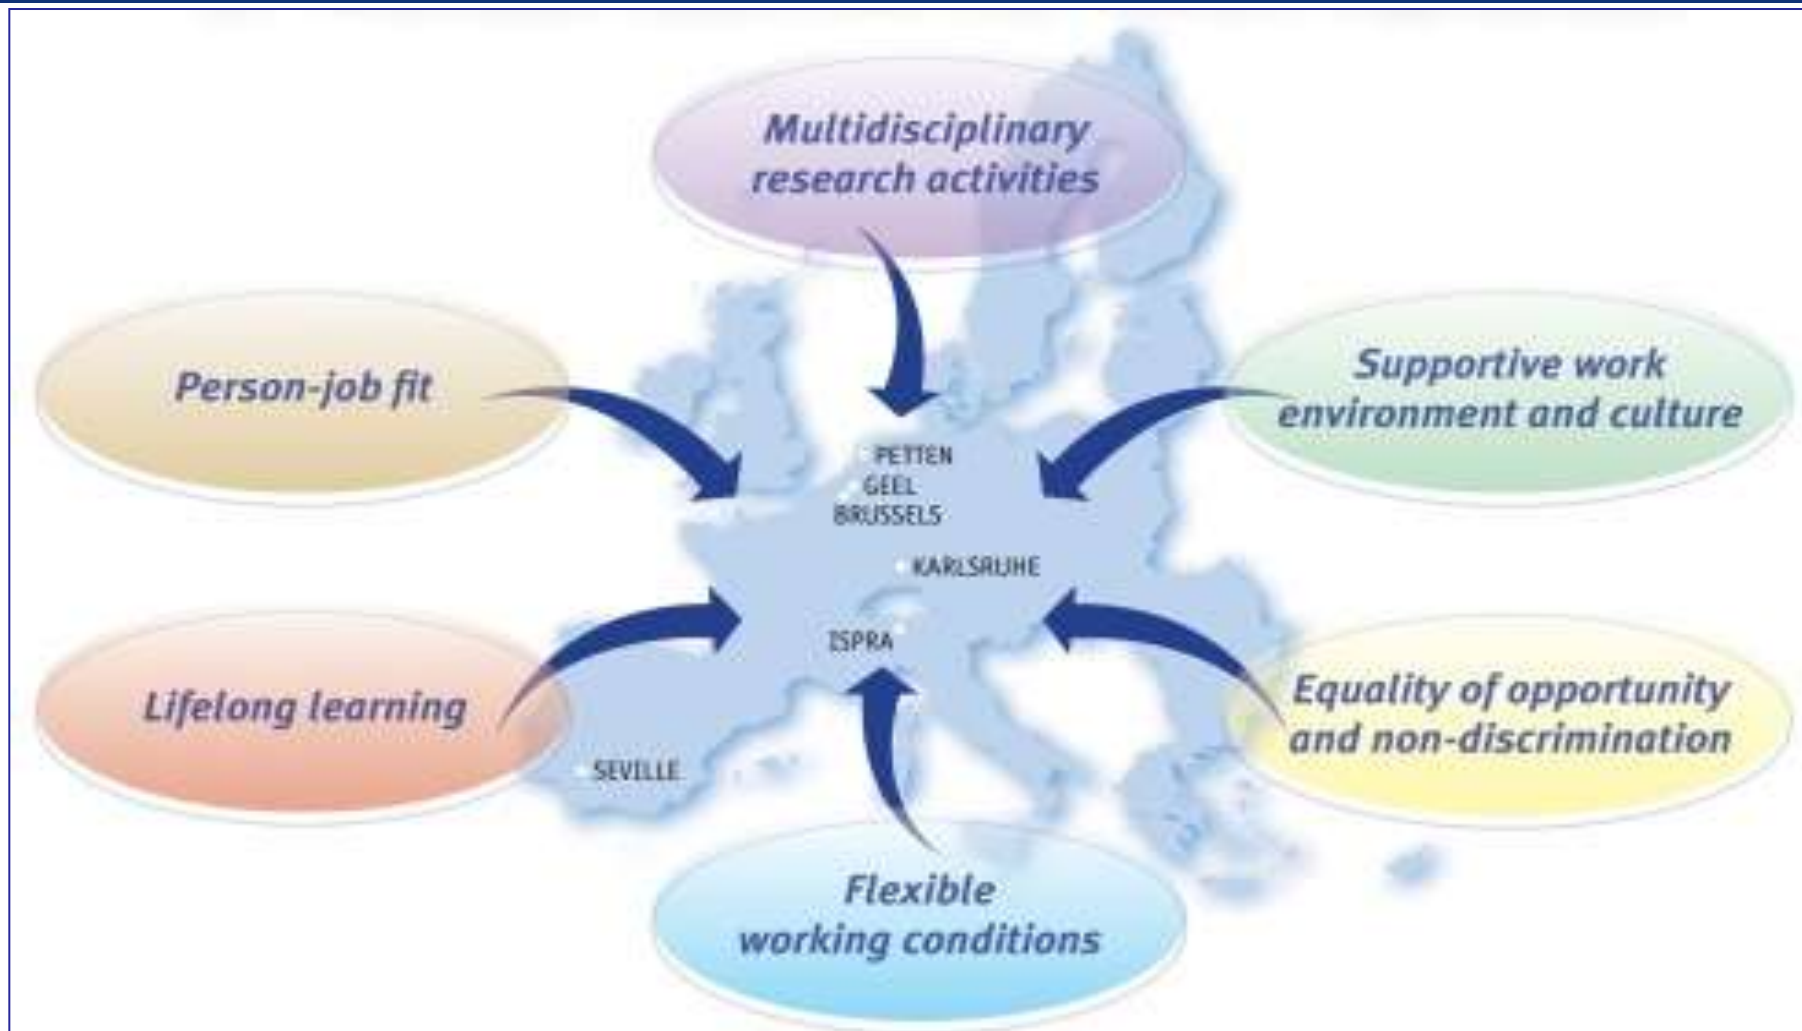 Multidisciplinary
research activities
Person-job fit
Supportive work
environment and culture
PETTEN
GEEL
BRUSSELS
KARLSRUHE
ISPRA
Lifelong learning
Equality of opportunity
and non-discrimination
SEVILLE
Flexible
working conditions